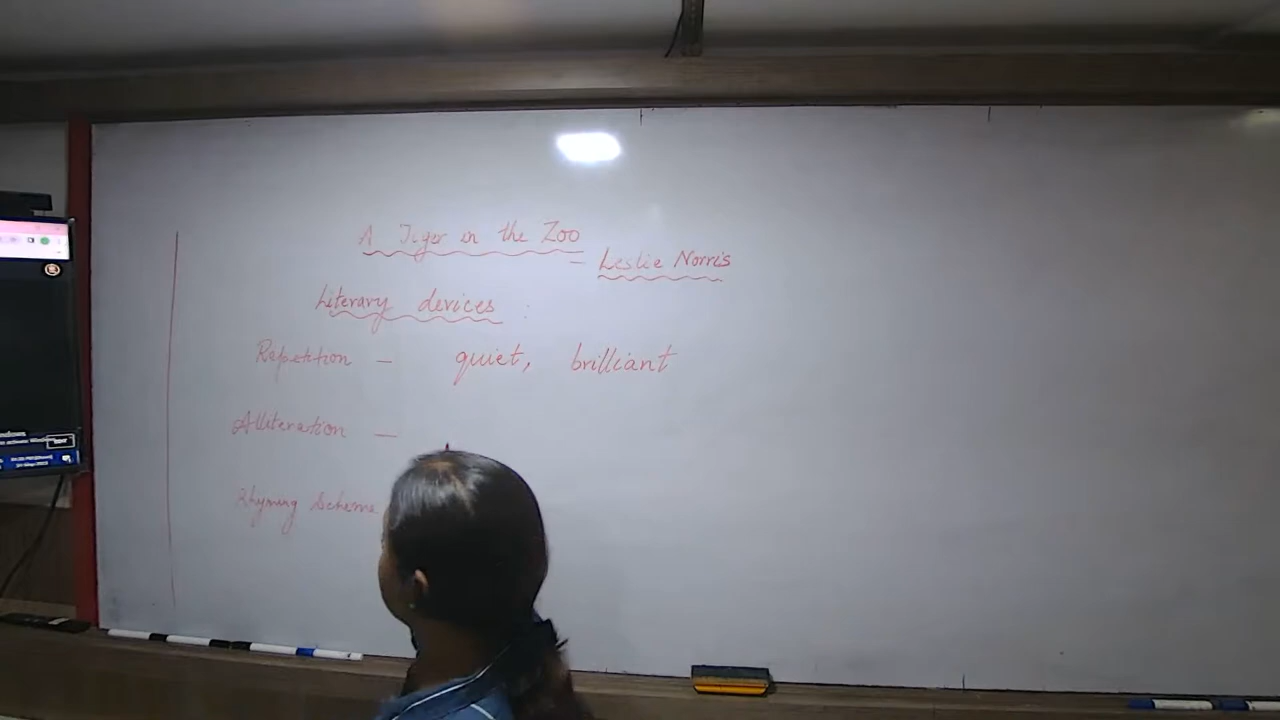 A Tiger in the Zoo
- Leslie Norris
Literary devices :
Repetition - quiet, brilliant
Alliteration -
Rhyming Scheme